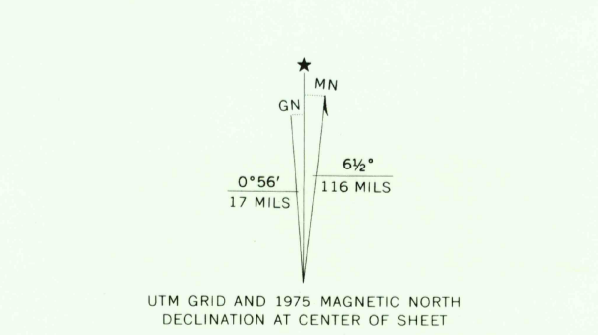 MN
GN
6½°
116 MILS
0°56′
17 MILS
UTM GRID AND 1975 MAGNETIC NORTH
DECLINATION AT CENTER OF SHEET